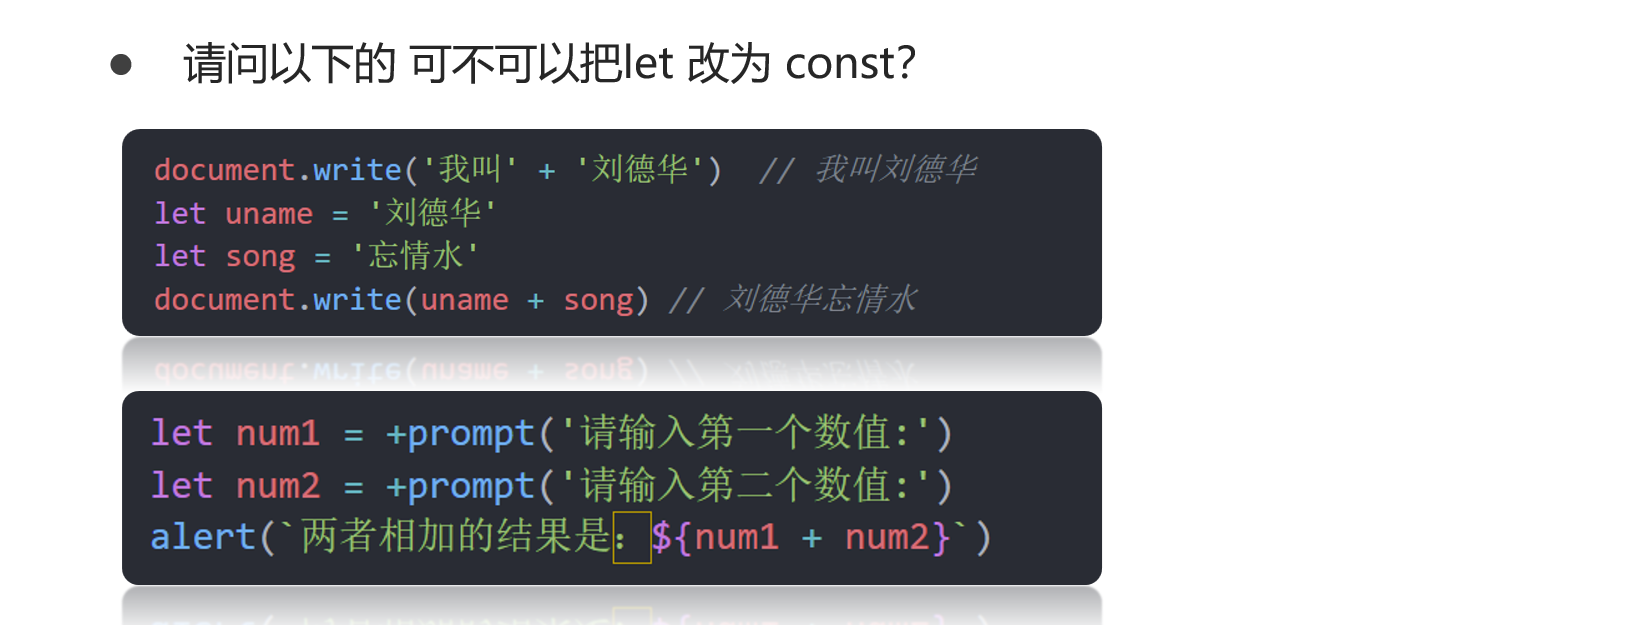 ● 请问以下的 可不可以把let 改为 const?
document.write('我叫' + '刘德华')  // 我叫刘德华
let uname = '刘德华'
let song = '忘情水'
document.write(uname + song) // 刘德华忘情水
let num1 = +prompt('请输入第一个数值:')
let num2 = +prompt('请输入第二个数值:')
alert(`两者相加的结果是：${num1 + num2}`)